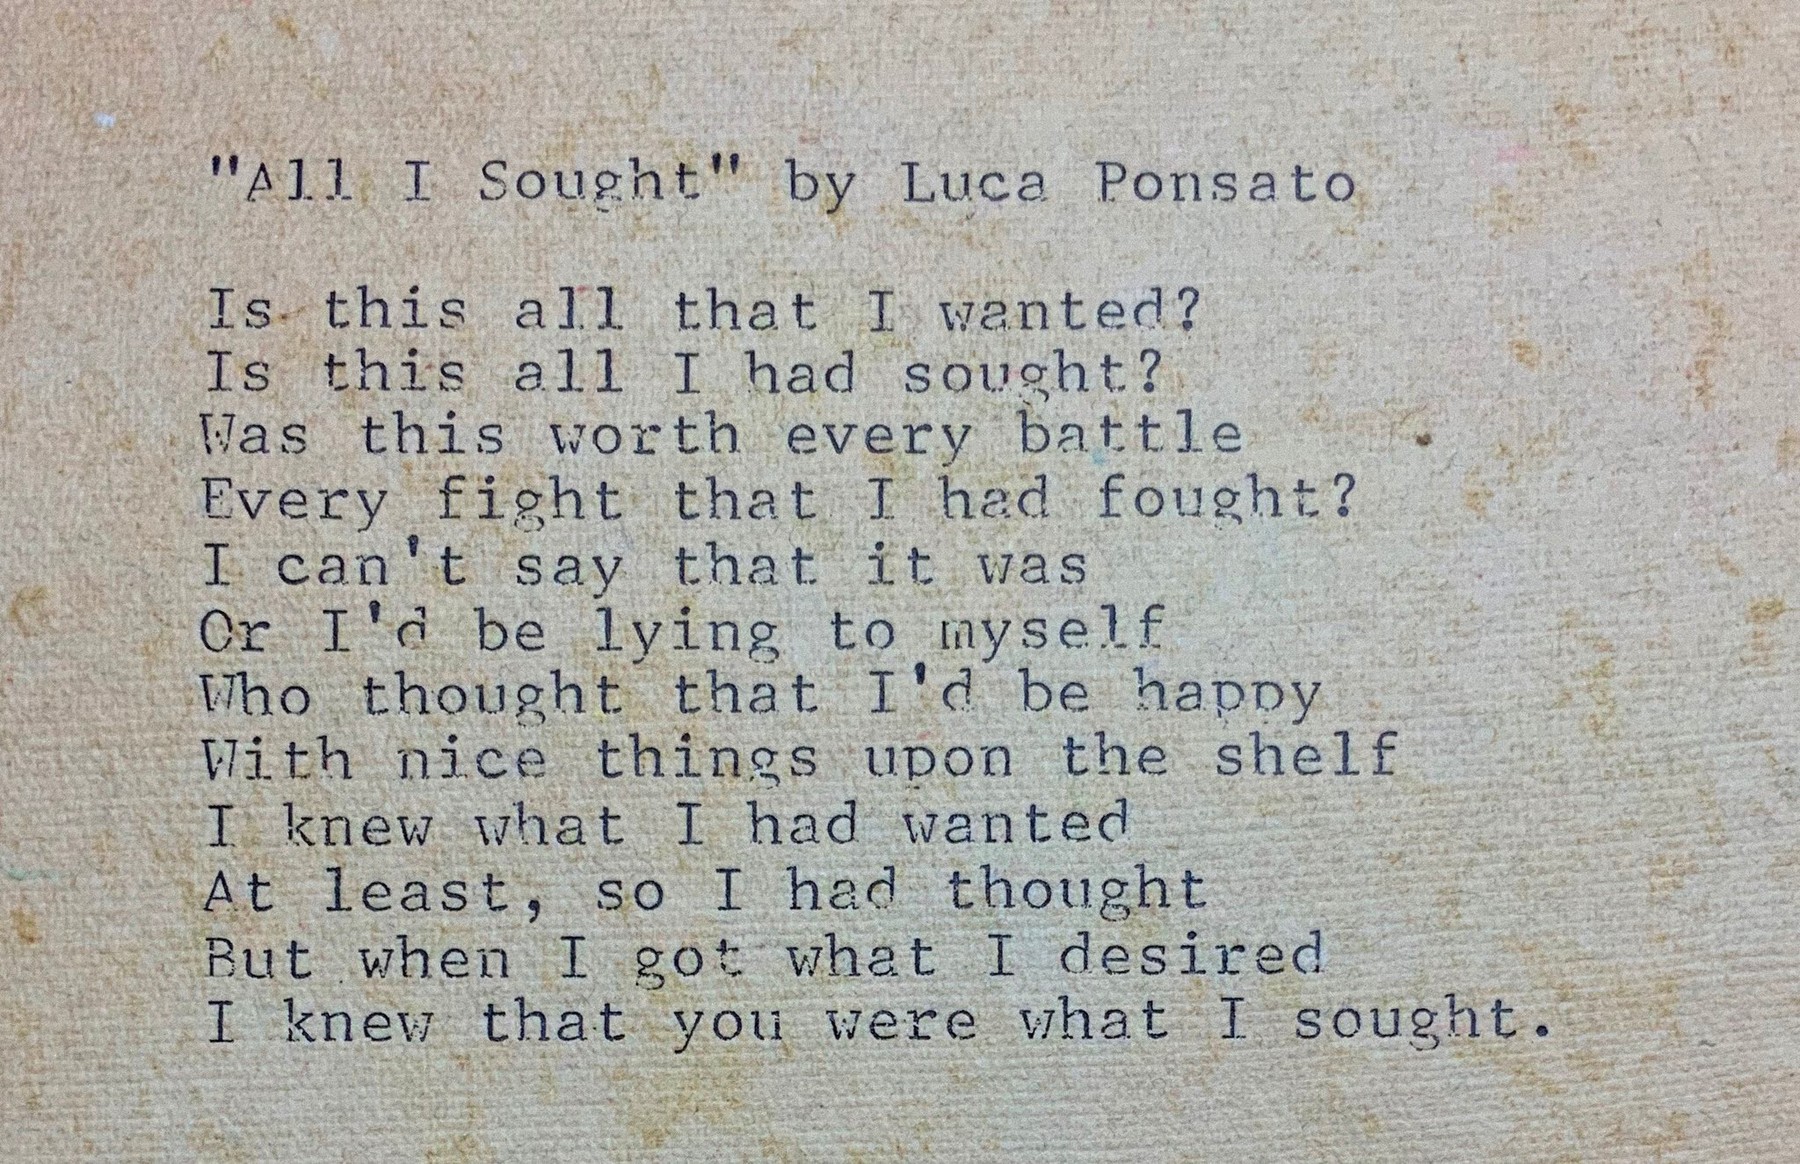 "All I Sought" by Luca Ponsato
Is this all that I wanted?
Is this all I had sought?
Was this worth every battle
Every fight that I had fought?
I can't say that it was
Or I'd be lying to myself
Who thought that I'd be happy
With nice things upon the shelf
I knew what I had wanted
At least, so I had thought
But when I got what I desired
I knew that you were what I sought.